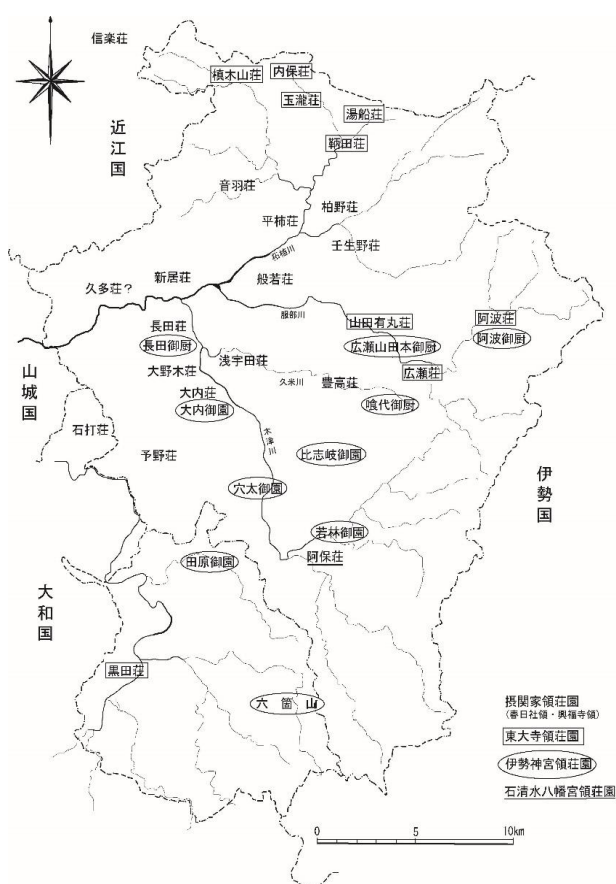 信楽荘
槙木山荘
内保荘
玉瀧荘
湯船荘
鞆田荘
近江国
音羽荘
柏野荘
平柿荘
壬生野荘
柘植川
新居荘
般若荘
久多荘?
服部川
長田荘
長田御厨
山田有丸荘
阿波荘
阿波御厨
広瀬山田本御厨
浅宇田荘
広瀬荘
大野木荘
久米川
豊高荘
山城国
大内荘
大内御園
喰代御厨
石打荘
木津川
予野荘
比志岐御園
伊勢国
穴太御園
若林御園
阿保荘
田原御園
大和国
黒田荘
六箇山
摂関家領荘園
(春日社領・興福寺領)
東大寺領荘園
伊勢神宮領荘園
石清水八幡宮領荘園
0 5 10km